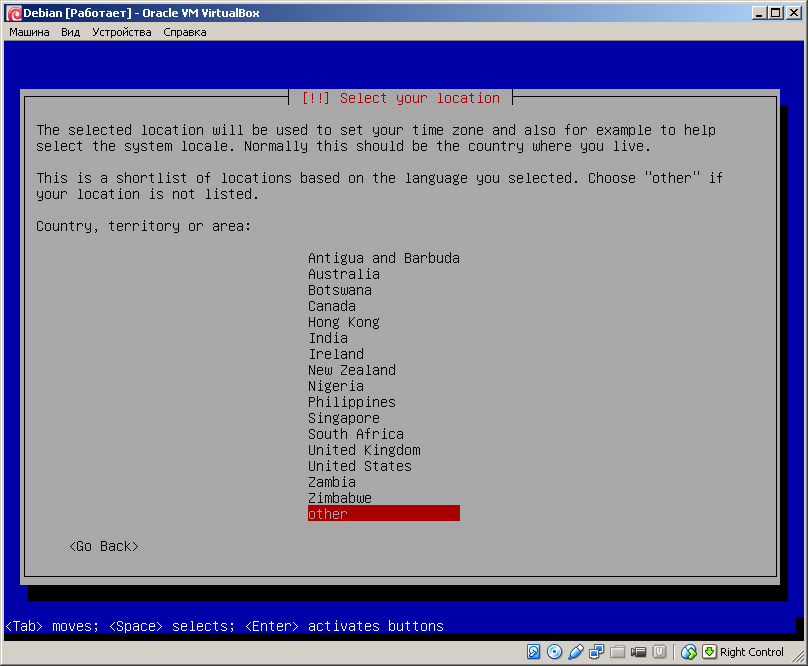 Debian [Работает] - Oracle VM VirtualBox
Машина Вид Устройства Справка
[!!] Select your location
The selected location will be used to set your time zone and also for example to help
select the system locale. Normally this should be the country where you live.
This is a shortlist of locations based on the language you selected. Choose "other" if
your location is not listed.
Country, territory or area:
Antigua and Barbuda
Australia
Botswana
Canada
Hong Kong
India
Ireland
New Zealand
Nigeria
Philippines
Singapore
South Africa
United Kingdom
United States
Zambia
Zimbabwe
other
<Go Back>
<Tab> moves; <Space> selects; <Enter> activates buttons
Right Control